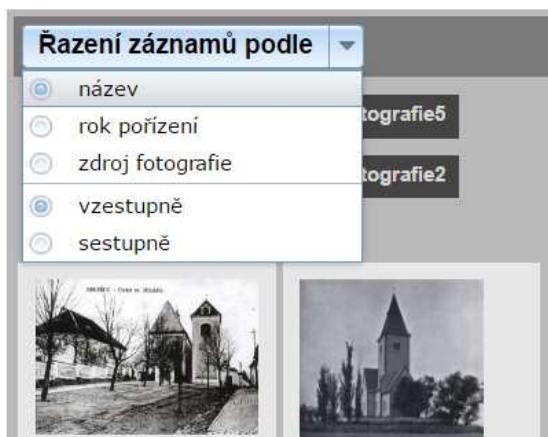 Řazení záznamů podle
název
rok pořízení
zdroj fotografie
vzestupně
sestupně
tografie5
tografie2